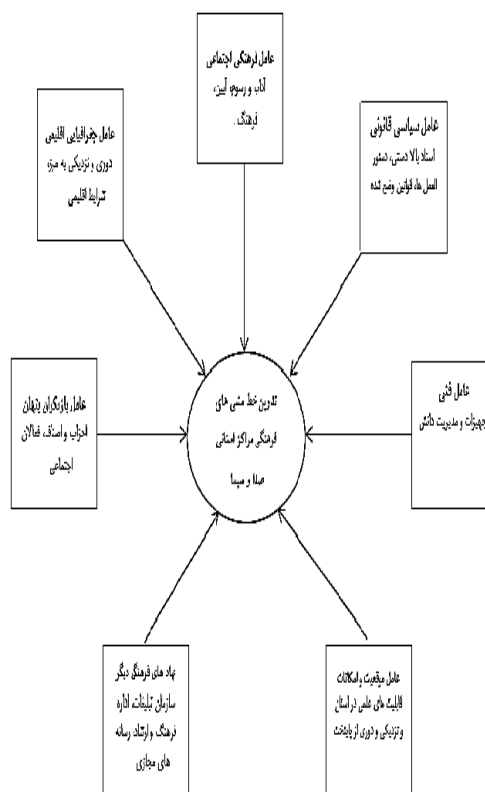 عامل فرهنگی اجتماعی
آداب و رسوم، آیین،
فرهنگ .
عامل سیاسی قانونی
اسناد بالا دستی، دستور
العمل ها، قوانین وضع شده
عامل جغرافیایی اقلیمی
دوری و نزدیکی به مرز،
شرایط اقلیمی
تدوین خط مشی های
فرهنگی مراکز استانی
صدا و سیما
عامل فنی
جهیزات و مدیریت دانش
عامل بازیگران پنهان
احزاب و اصناف، فعالان
اجتماعی
عامل موقعیت و امکانات
قابلیت های علمی در استان
و نزدیکی و دوری از پایتخت
نهاد های فرهنگی دیگر
سازمان تبلیغات، اداره
فرهنگ و ارشاد، رسانه
های مجازی